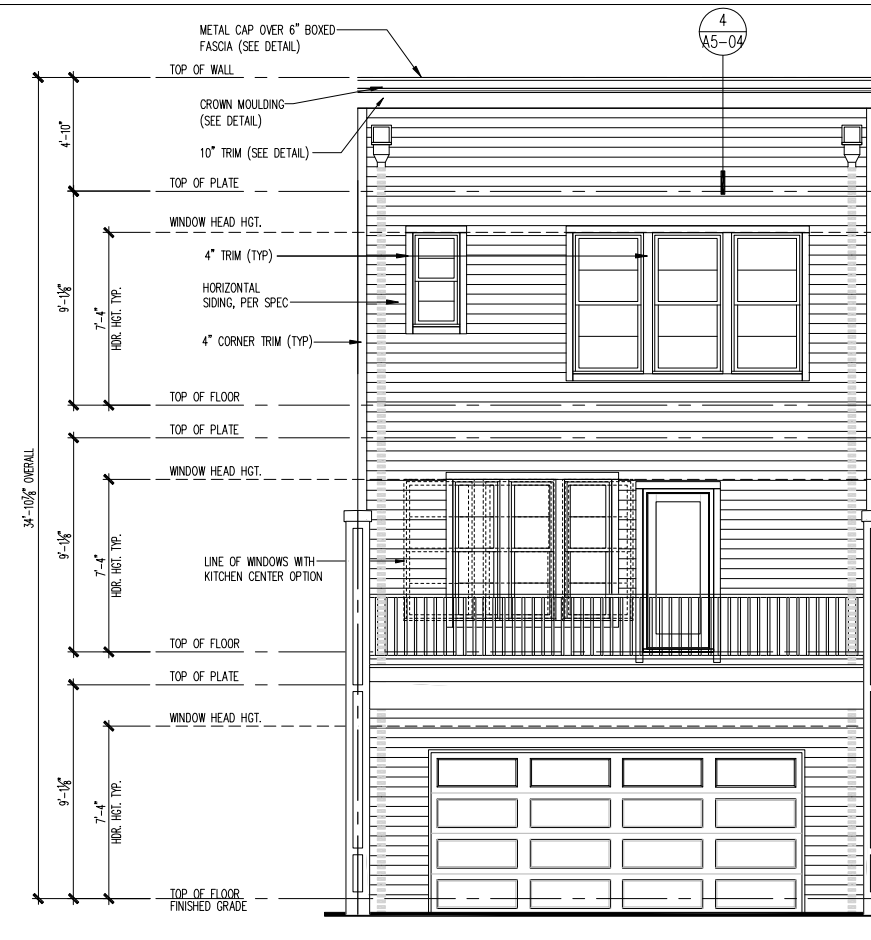 METAL CAP OVER 6" BOXED
FASCIA (SEE DETAIL)
4
A5-04
TOP OF WALL
CROWN MOULDING
(SEE DETAIL)
4'-10"
10" TRIM (SEE DETAIL)
TOP OF PLATE
WINDOW HEAD HGT.
4" TRIM (TYP)
HORIZONTAL
SIDING, PER SPEC
9'-1⅛"
7'-4"
HDR. HGT. TYP.
4" CORNER TRIM (TYP)
TOP OF FLOOR
TOP OF PLATE
WINDOW HEAD HGT.
34'-10⅞" OVERALL
9'-1⅛"
7'-4"
HDR. HGT. TYP.
LINE OF WINDOWS WITH
KITCHEN CENTER OPTION
TOP OF FLOOR
TOP OF PLATE
WINDOW HEAD HGT.
9'-1⅛"
7'-4"
HDR. HGT. TYP.
TOP OF FLOOR
FINISHED GRADE